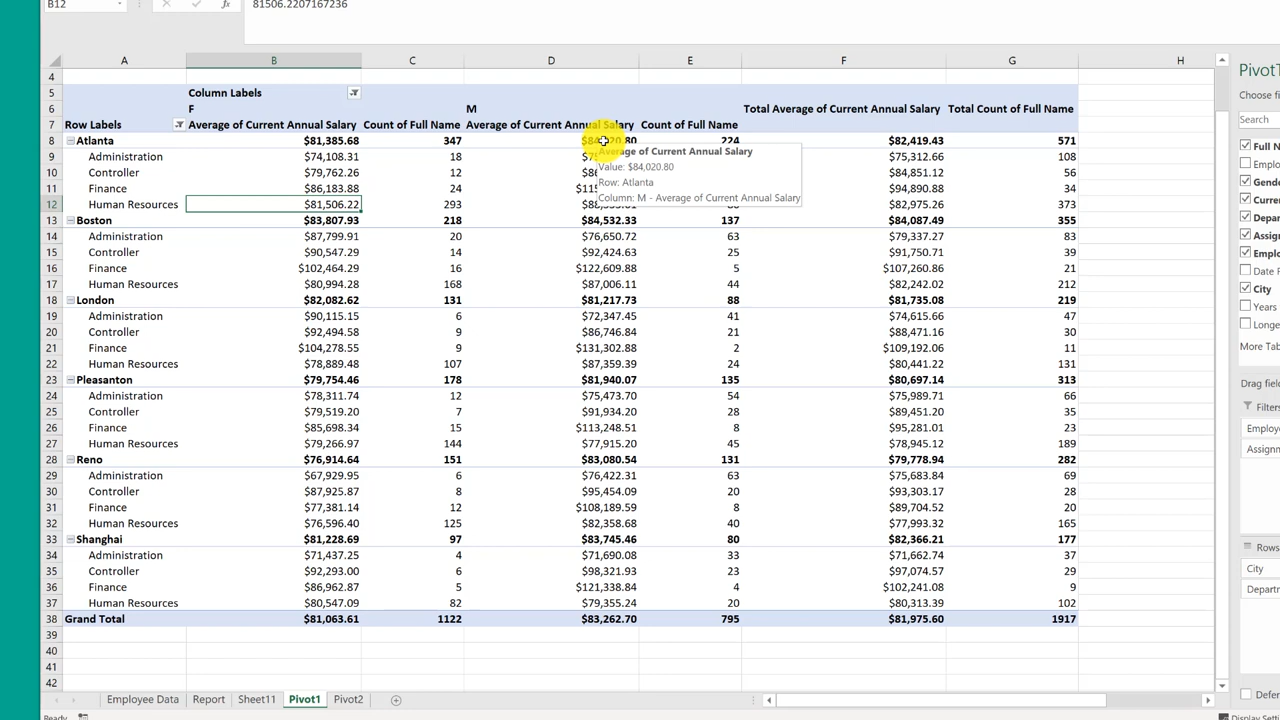 B12 fx 81506.2207167236
A B C D E F G H
4
5 Column Labels
6 F M Total Average of Current Annual Salary Total Count of Full Name
7 Row Labels Average of Current Annual Salary Count of Full Name Average of Current Annual Salary Count of Full Name
8 Atlanta $81,385.68 347 $84,020.80 224 $82,419.43 571
9 Administration $74,108.31 18 $75,312.66 108
10 Controller $79,762.26 12 $84,851.12 56
11 Finance $86,183.88 24 $94,890.88 34
12 Human Resources $81,506.22 293 $82,975.26 373
Average of Current Annual Salary
Value: $84,020.80
Row: Atlanta
Column: M - Average of Current Annual Salary
13 Boston $83,807.93 218 $84,532.33 137 $84,087.49 355
14 Administration $87,799.91 20 $76,650.72 63 $79,337.27 83
15 Controller $90,547.29 14 $92,424.63 25 $91,750.71 39
16 Finance $102,464.29 16 $122,609.88 5 $107,260.86 21
17 Human Resources $80,994.28 168 $87,006.11 44 $82,242.02 212
18 London $82,082.62 131 $81,217.73 88 $81,735.08 219
19 Administration $90,115.15 6 $72,347.45 41 $74,615.66 47
20 Controller $92,494.58 9 $86,746.84 21 $88,471.16 30
21 Finance $104,278.55 9 $131,302.88 2 $109,192.06 11
22 Human Resources $78,889.48 107 $87,359.39 24 $80,441.22 131
23 Pleasanton $79,754.46 178 $81,940.07 135 $80,697.14 313
24 Administration $78,311.74 12 $75,473.70 54 $75,989.71 66
25 Controller $79,519.20 7 $91,934.20 28 $89,451.20 35
26 Finance $85,698.34 15 $113,248.51 8 $95,281.01 23
27 Human Resources $79,266.97 144 $77,915.20 45 $78,945.12 189
28 Reno $76,914.64 151 $83,080.54 131 $79,778.94 282
29 Administration $67,929.95 6 $76,422.31 63 $75,683.84 69
30 Controller $87,925.87 8 $95,454.09 20 $93,303.17 28
31 Finance $77,381.14 12 $108,189.59 8 $89,704.52 20
32 Human Resources $76,596.40 125 $82,358.68 40 $77,993.32 165
33 Shanghai $81,228.69 97 $83,745.46 80 $82,366.21 177
34 Administration $71,437.25 4 $71,690.08 33 $71,662.74 37
35 Controller $92,293.00 6 $98,321.93 23 $97,074.57 29
36 Finance $86,962.87 5 $121,338.84 4 $102,241.08 9
37 Human Resources $80,547.09 82 $79,355.24 20 $80,313.39 102
38 Grand Total $81,063.61 1122 $83,262.70 795 $81,975.60 1917
39
40
41
42
Employee Data Report Sheet11 Pivot1 Pivot2
Ready
Pivot1
Choose fi
Search
Full N
Emplo
Gende
Curre
Depar
Assig
Emplo
Date F
City
Years
Longe
More Tab
Drag field
Filters
Employe
Assignm
Rows
City
Departm
Defer
Display Settin